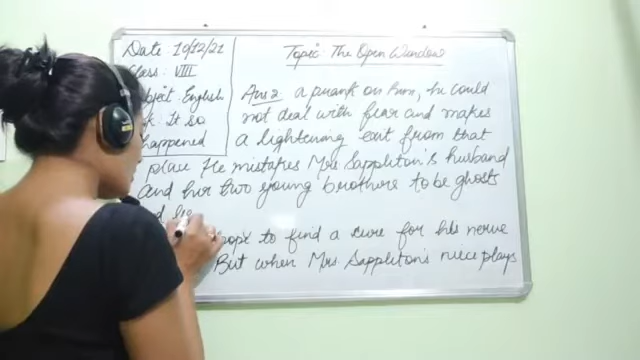 Date: 10/12/21
Class: VIII
Subject: English
It so
happened
Topic: The Open Window
Ans 2. a prank on him, he could
not deal with fear and makes
a lightening exit from that
place He mistakes Mrs Sappleton's husband
And her two young brothers to be ghosts
to find a cure for his nerve
But when Mrs Sappleton's niece plays